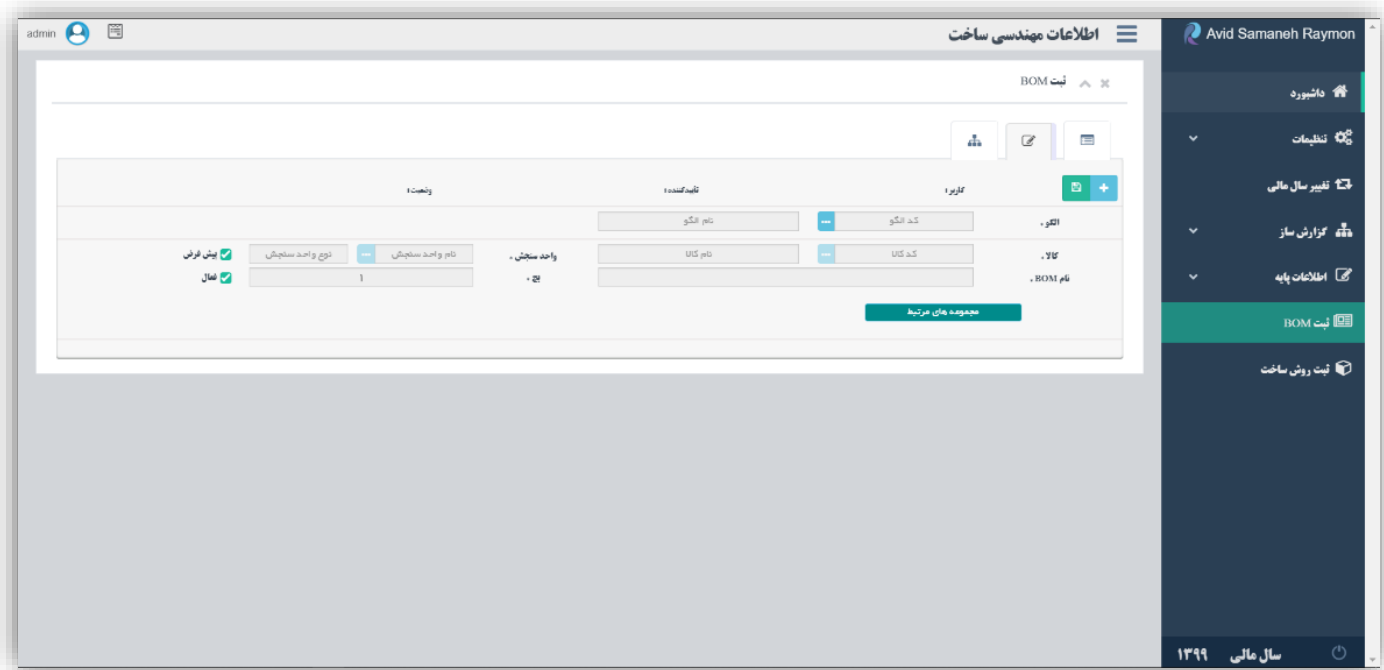 Avid Samaneh Raymon
اطلاعات مهندسی ساخت
admin
داشبورد
تنظیمات
تغییر سال مالی
گزارش ساز
اطلاعات پایه
ثبت BOM
ثبت روش ساخت
سال مالی ۱۳۹۹
ثبت BOM
کاربر : تأییدکننده : وضعیت :
الگو * کد الگو نام الگو
کالا * کد کالا نام کالا واحد سنجش * نام واحد سنجش نوع واحد سنجش پیش فرض
نام BOM * بچ * 1 فعال
مجموعه های مرتبط